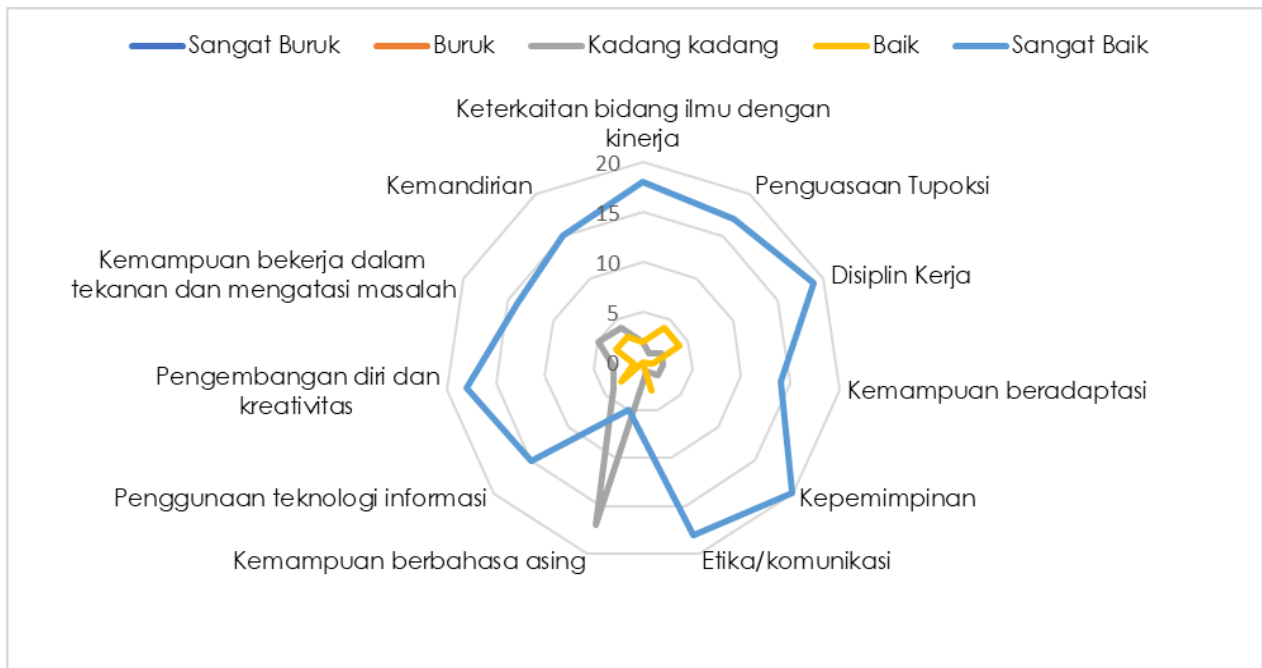 Sangat Buruk Buruk Kadang kadang Baik Sangat Baik
Keterkaitan bidang ilmu dengan
kinerja
Penguasaan Tupoksi
Disiplin Kerja
Kemampuan beradaptasi
Kepemimpinan
Etika/komunikasi
Kemampuan berbahasa asing
Penggunaan teknologi informasi
Pengembangan diri dan
kreativitas
Kemampuan bekerja dalam
tekanan dan mengatasi masalah
Kemandirian
20
15
10
5
0